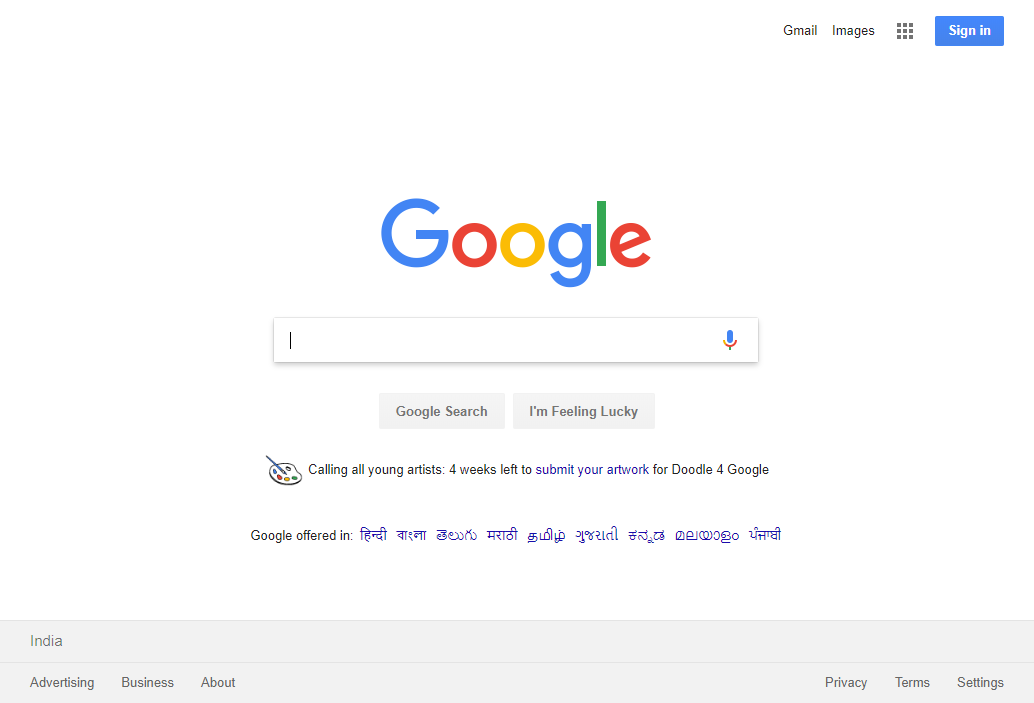 Gmail Images Sign in
Google
Google Search I'm Feeling Lucky
Calling all young artists: 4 weeks left to submit your artwork for Doodle 4 Google
Google offered in: हिन्दी বাংলা తెలుగు मराठी தமிழ் ગુજરાતી ಕನ್ನಡ മലയാളം ਪੰਜਾਬੀ
India
Advertising Business About Privacy Terms Settings